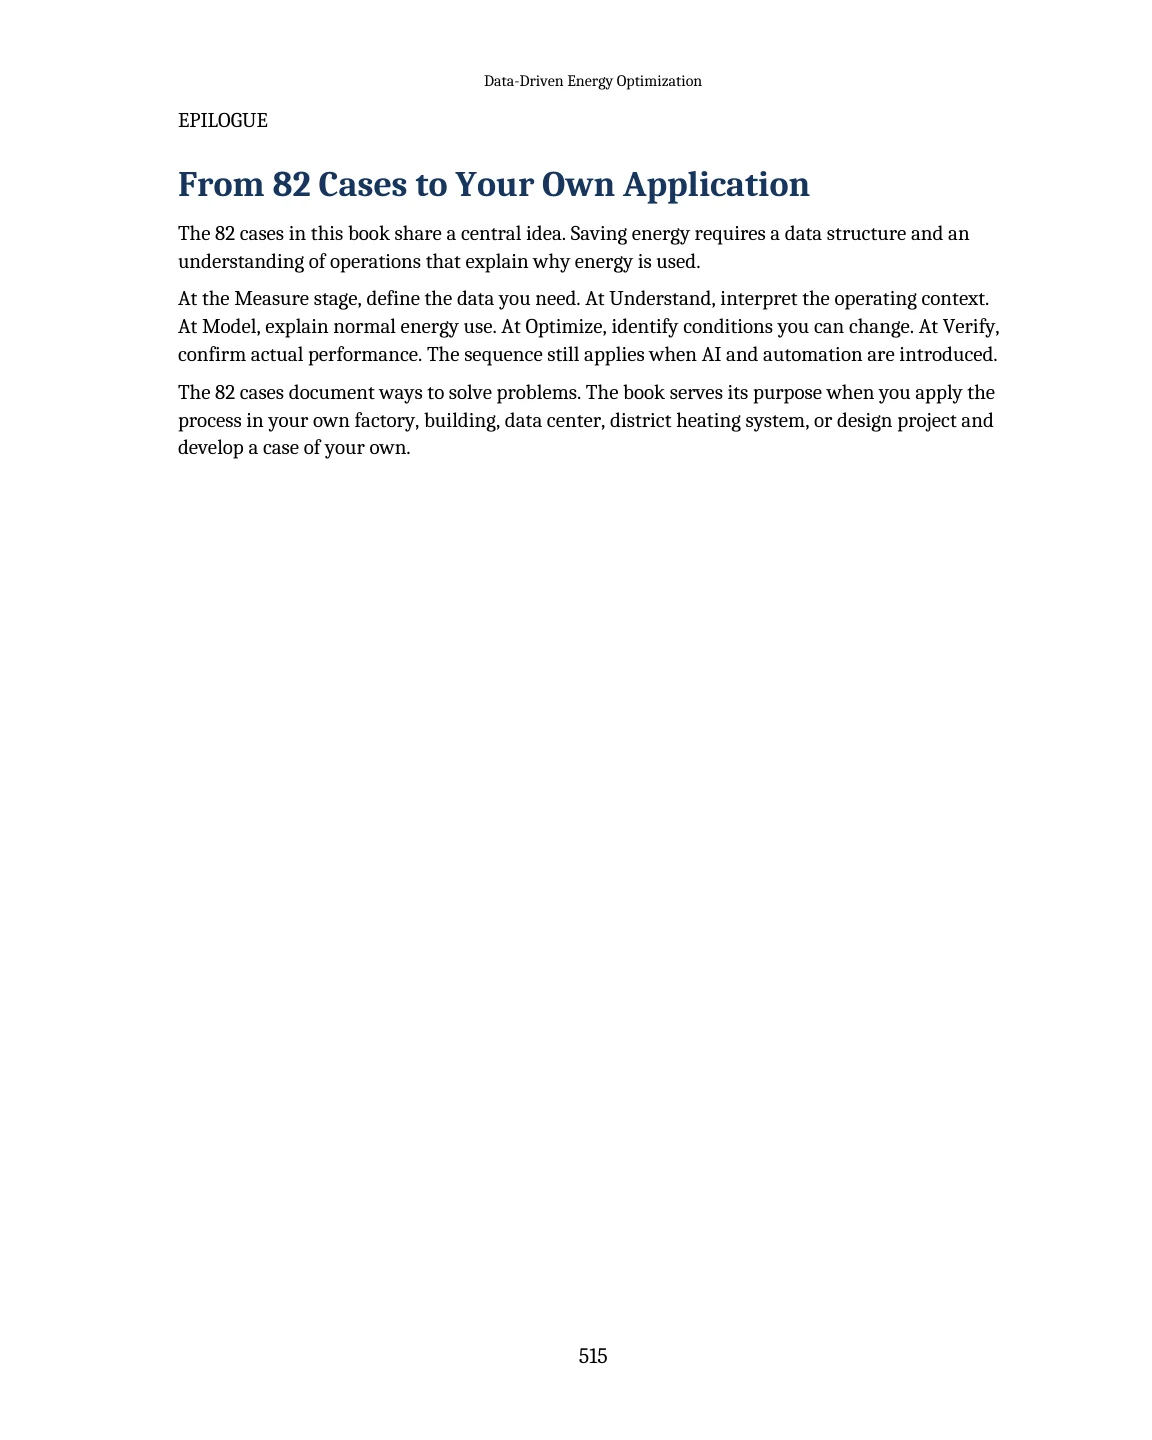 Data-Driven Energy Optimization
EPILOGUE
From 82 Cases to Your Own Application
The 82 cases in this book share a central idea. Saving energy requires a data structure and an
understanding of operations that explain why energy is used.
At the Measure stage, define the data you need. At Understand, interpret the operating context.
At Model, explain normal energy use. At Optimize, identify conditions you can change. At Verify,
confirm actual performance. The sequence still applies when AI and automation are introduced.
The 82 cases document ways to solve problems. The book serves its purpose when you apply the
process in your own factory, building, data center, district heating system, or design project and
develop a case of your own.
515